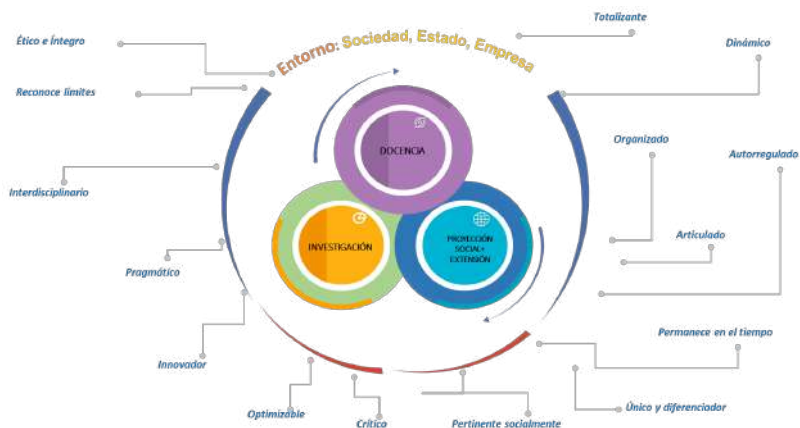 Totalizante
Ético e íntegro
Entorno: Sociedad, Estado, Empresa
Dinámico
Reconoce límites
Organizado
DOCENCIA
Autorregulado
Interdisciplinario
INVESTIGACIÓN
PROYECCIÓN
SOCIAL+
EXTENSIÓN
Articulado
Pragmático
Permanece en el tiempo
Innovador
Optimizable
Crítico
Pertinente socialmente
Único y diferenciador